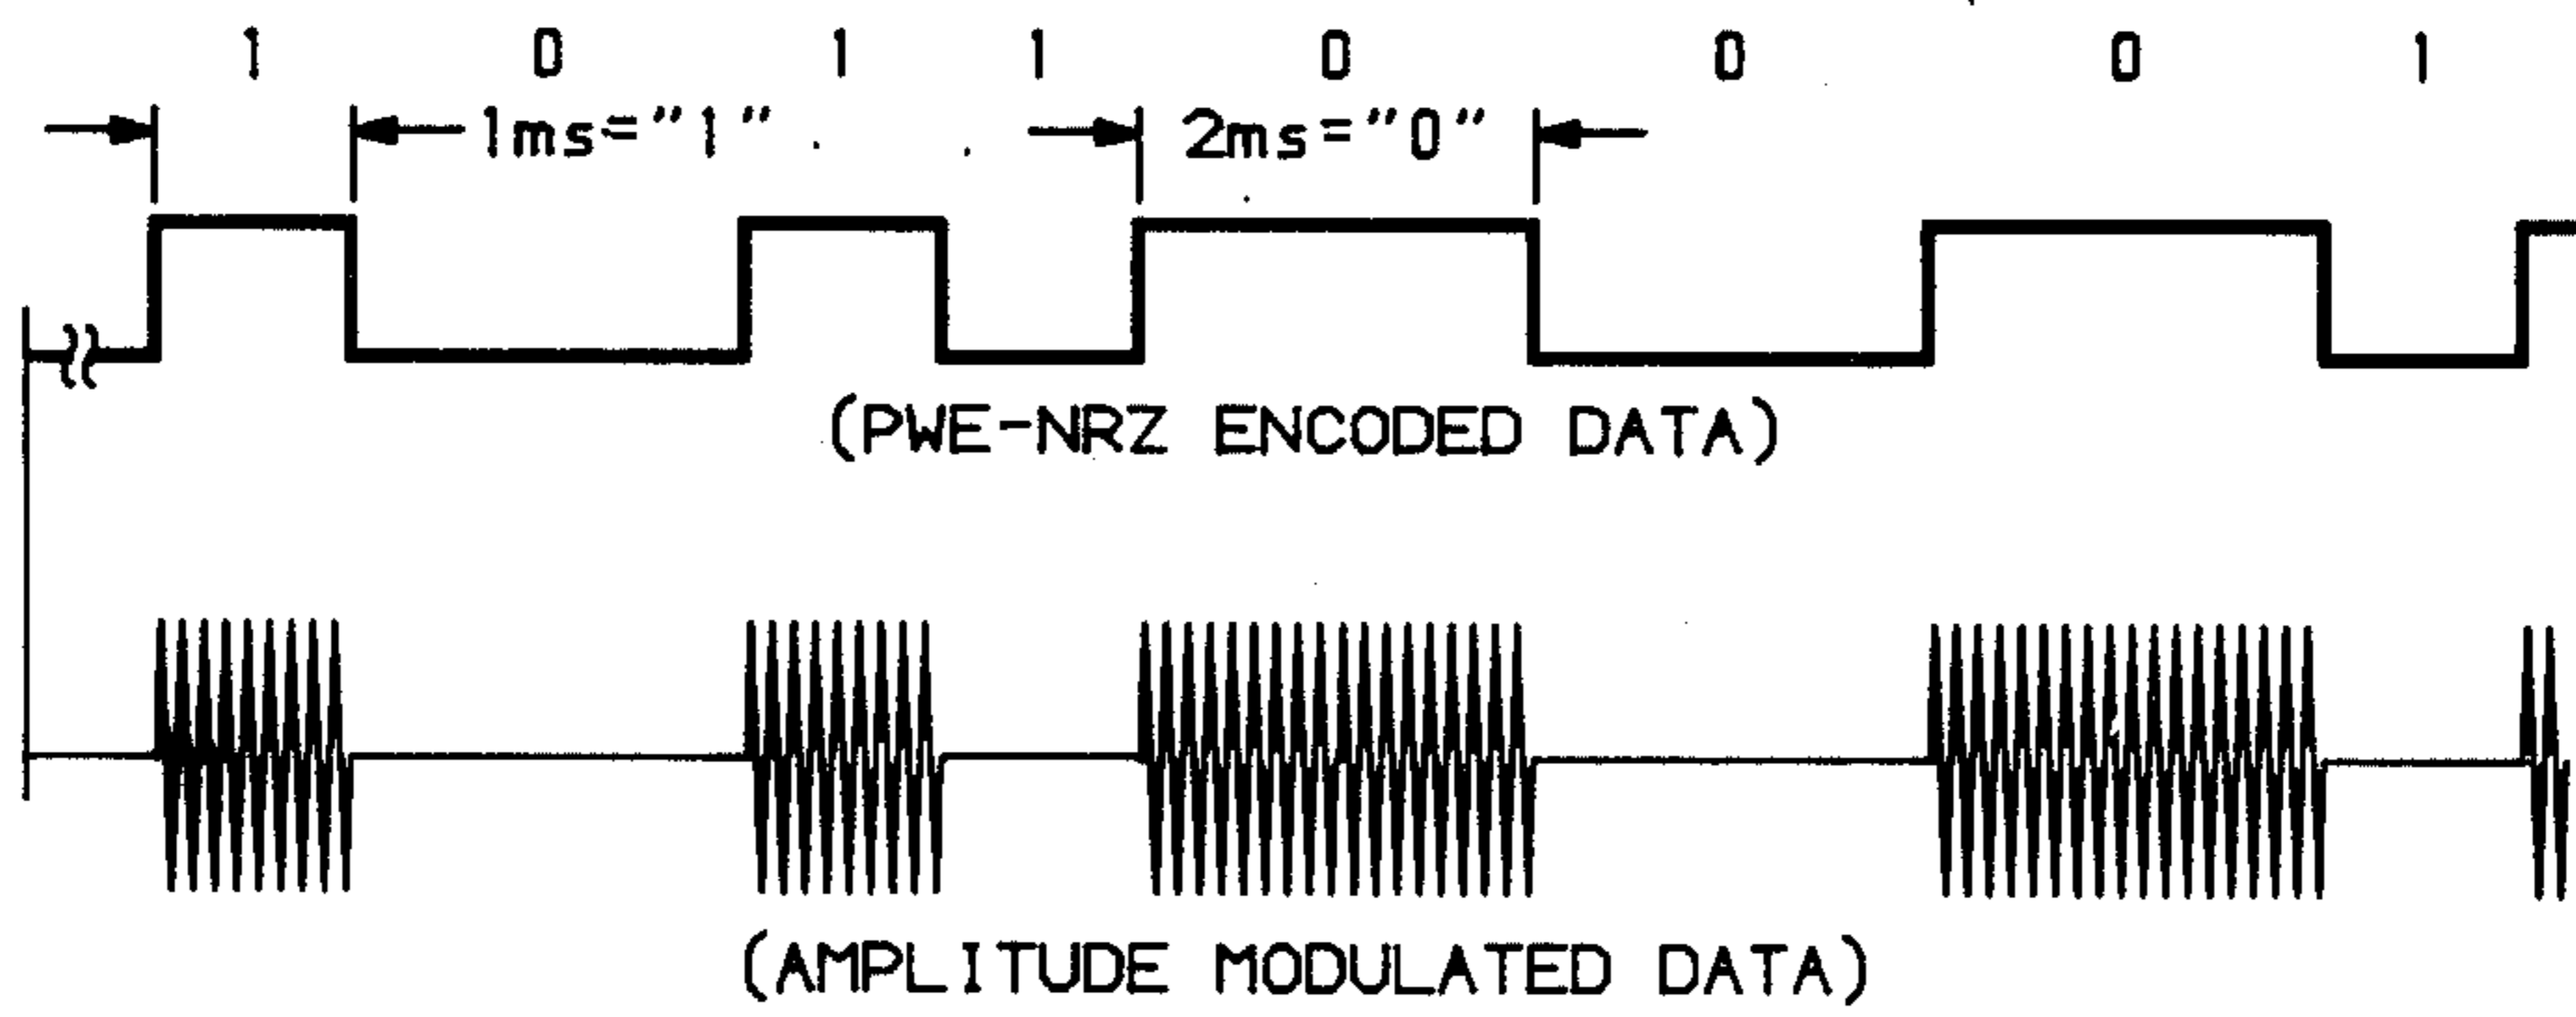 1 0 1 1 0 0 0 1
1ms="1" 2ms="0"
(PWE-NRZ ENCODED DATA)
(AMPLITUDE MODULATED DATA)